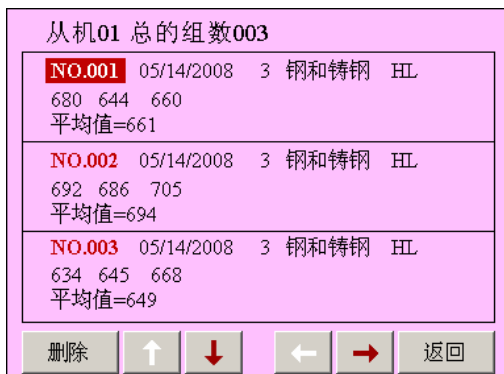 从机01 总的组数003
NO.001 05/14/2008 3 钢和铸钢 HL
680 644 660
平均值=661
NO.002 05/14/2008 3 钢和铸钢 HL
692 686 705
平均值=694
NO.003 05/14/2008 3 钢和铸钢 HL
634 645 668
平均值=649
删除 ↑ ↓ ← → 返回